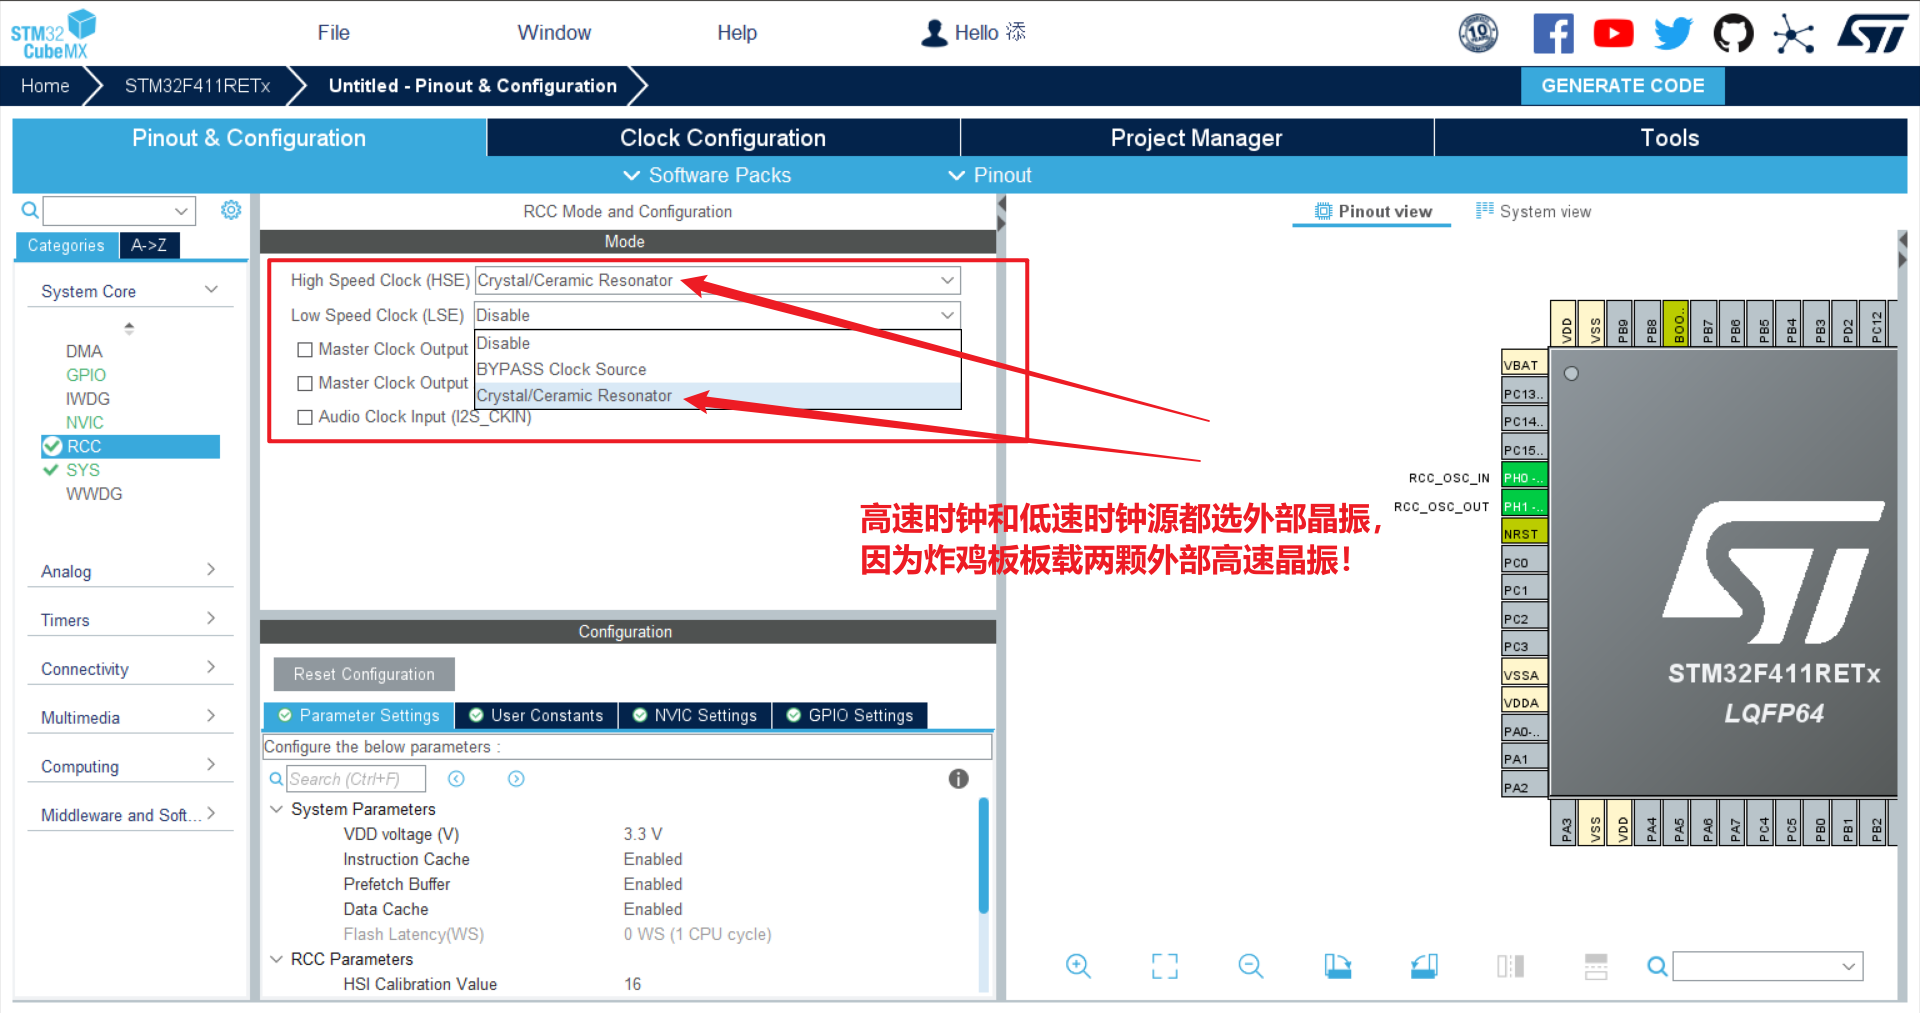 STM32
CubeMX
File
Window
Help
Hello 添
10
Home
STM32F411RETx
Untitled - Pinout & Configuration
GENERATE CODE
Pinout & Configuration
Clock Configuration
Project Manager
Tools
Software Packs
Pinout
Categories
A->Z
System Core
DMA
GPIO
IWDG
NVIC
RCC
SYS
WWDG
Analog
Timers
Connectivity
Multimedia
Computing
Middleware and Soft...
RCC Mode and Configuration
Mode
High Speed Clock (HSE)
Crystal/Ceramic Resonator
Low Speed Clock (LSE)
Disable
Disable
BYPASS Clock Source
Crystal/Ceramic Resonator
Master Clock Output
Master Clock Output
Audio Clock Input (I2S_CKIN)
高速时钟和低速时钟源都选外部晶振，
因为炸鸡板板载两颗外部高速晶振！
Configuration
Reset Configuration
Parameter Settings
User Constants
NVIC Settings
GPIO Settings
Configure the below parameters :
Search (Ctrl+F)
System Parameters
VDD voltage (V) 3.3 V
Instruction Cache Enabled
Prefetch Buffer Enabled
Data Cache Enabled
Flash Latency(WS) 0 WS (1 CPU cycle)
RCC Parameters
HSI Calibration Value 16
Pinout view
System view
VDD
VSS
PB9
PB8
BOO..
PB7
PB6
PB5
PB4
PB3
PD2
PC12
VBAT
PC13..
PC14..
PC15..
RCC_OSC_IN
PH0 -..
RCC_OSC_OUT
PH1 -..
NRST
PC0
PC1
PC2
PC3
VSSA
VDDA
PA0-..
PA1
PA2
STM32F411RETx
LQFP64
PA3
VSS
VDD
PA4
PA5
PA6
PA7
PC4
PC5
PB0
PB1
PB2